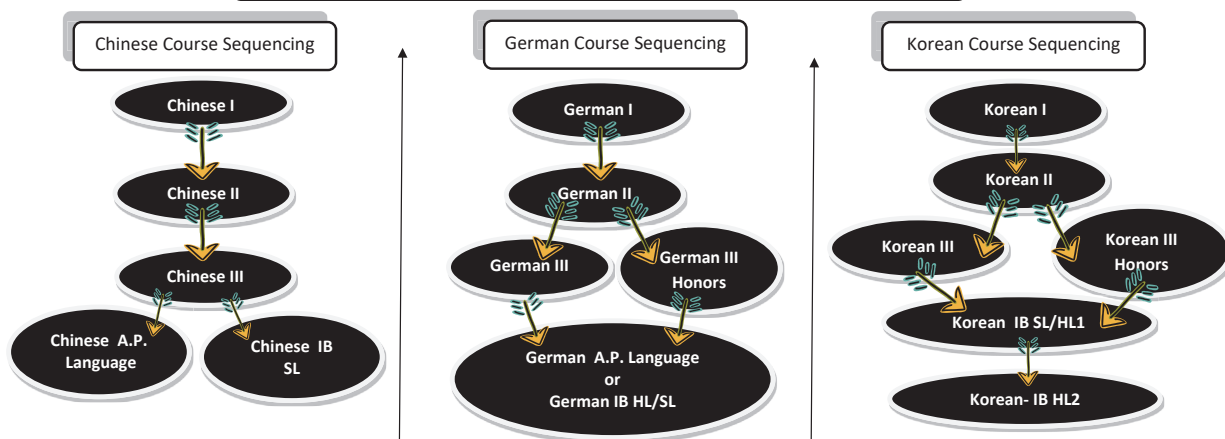 Chinese Course Sequencing
Chinese I
Chinese II
Chinese III
Chinese A.P.
Language
Chinese IB
SL
German Course Sequencing
German I
German II
German III
German III
Honors
German A.P. Language
or
German IB HL/SL
Korean Course Sequencing
Korean I
Korean II
Korean III
Korean III
Honors
Korean IB SL/HL1
Korean- IB HL2